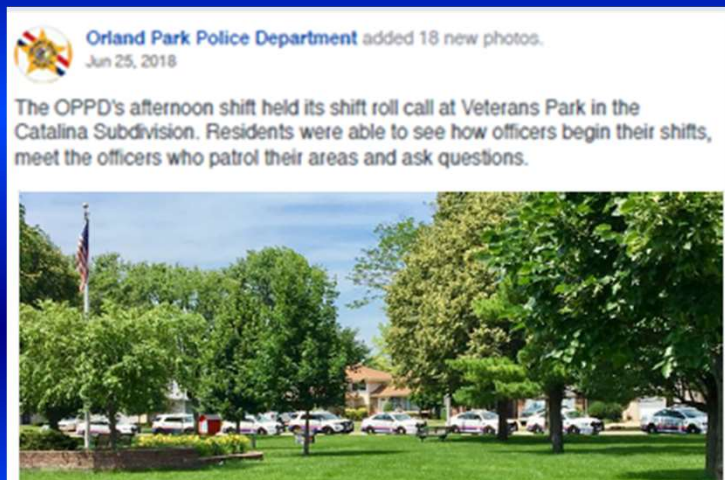 Orland Park Police Department added 18 new photos.
Jun 25, 2018
The OPPD's afternoon shift held its shift roll call at Veterans Park in the
Catalina Subdivision. Residents were able to see how officers begin their shifts,
meet the officers who patrol their areas and ask questions.